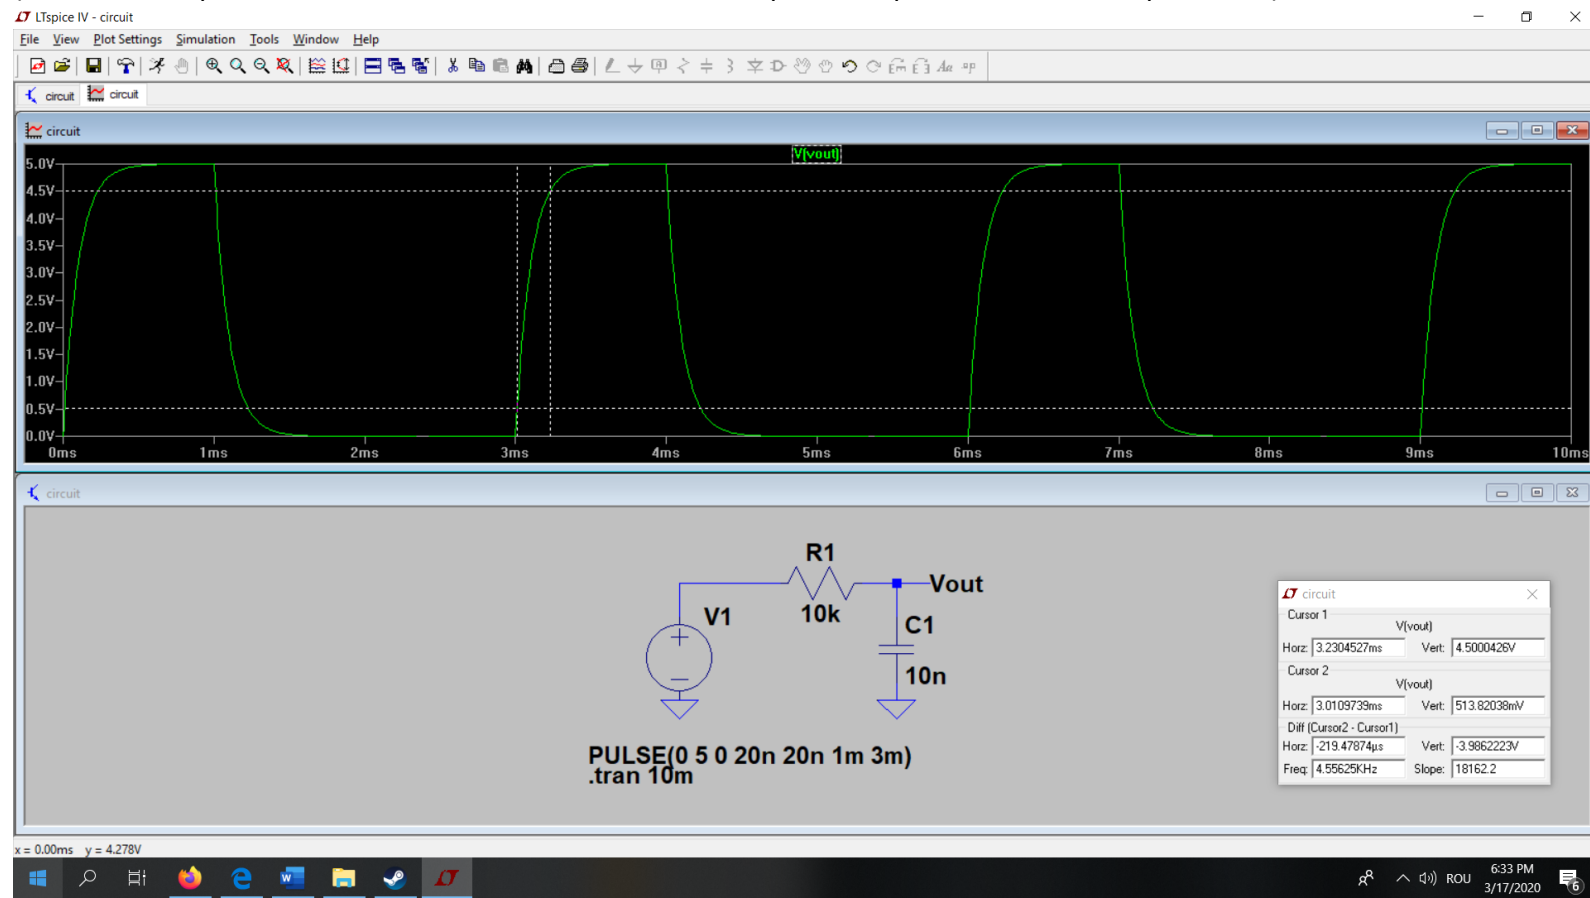 LTspice IV - circuit
File View Plot Settings Simulation Tools Window Help
circuit circuit
circuit
V(vout)
5.0V
4.5V
4.0V
3.5V
3.0V
2.5V
2.0V
1.5V
1.0V
0.5V
0.0V
0ms 1ms 2ms 3ms 4ms 5ms 6ms 7ms 8ms 9ms 10ms
circuit
R1
Vout
10k
V1
C1
10n
PULSE(0 5 0 20n 20n 1m 3m)
.tran 10m
circuit
Cursor 1
V(vout)
Horz: 3.2304527ms Vert: 4.5000426V
Cursor 2
V(vout)
Horz: 3.0109739ms Vert: 513.82038mV
Diff (Cursor2 - Cursor1)
Horz: -219.47874µs Vert: -3.9862223V
Freq: 4.55625KHz Slope: 18162.2
x = 0.00ms y = 4.278V
ROU
6:33 PM
3/17/2020
6